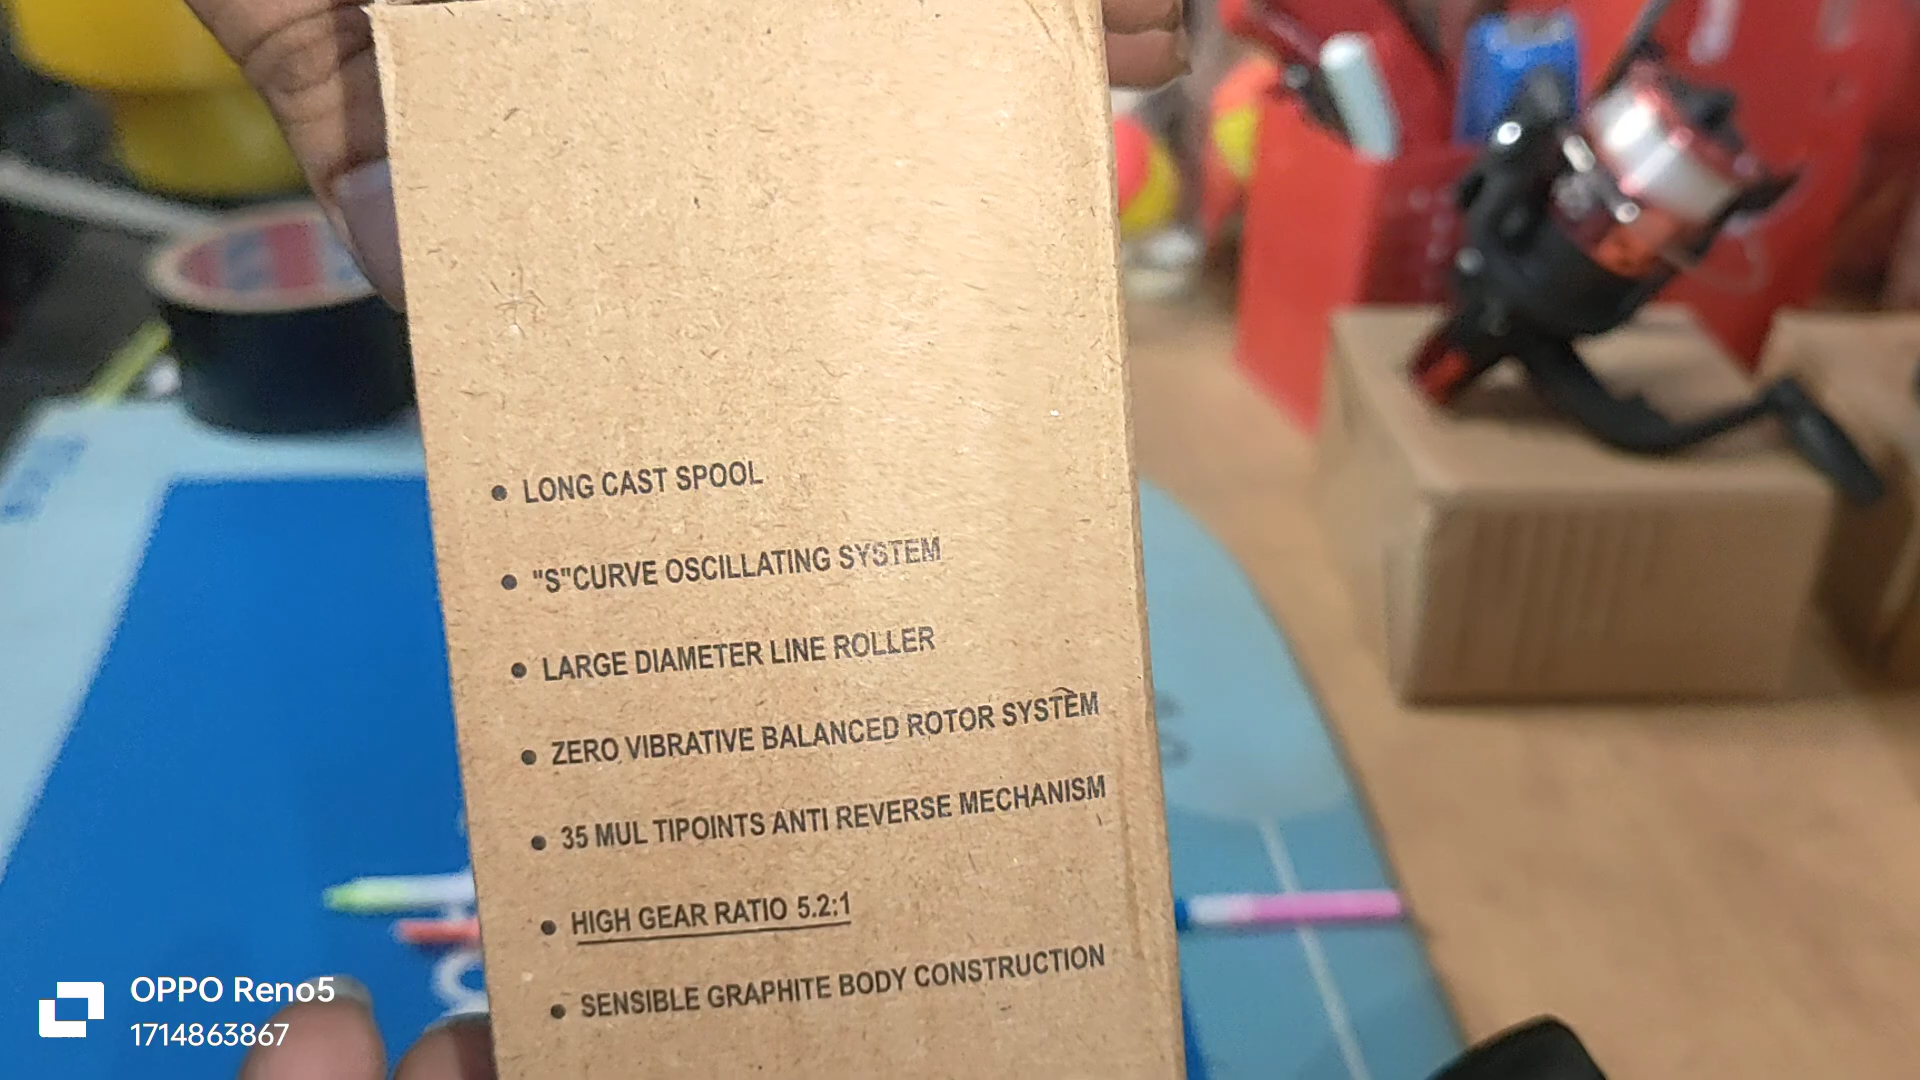 ● LONG CAST SPOOL
● "S"CURVE OSCILLATING SYSTEM
● LARGE DIAMETER LINE ROLLER
● ZERO VIBRATIVE BALANCED ROTOR SYSTEM
● 35 MUL TIPOINTS ANTI REVERSE MECHANISM
● HIGH GEAR RATIO 5.2:1
● SENSIBLE GRAPHITE BODY CONSTRUCTION
OPPO Reno5
1714863867